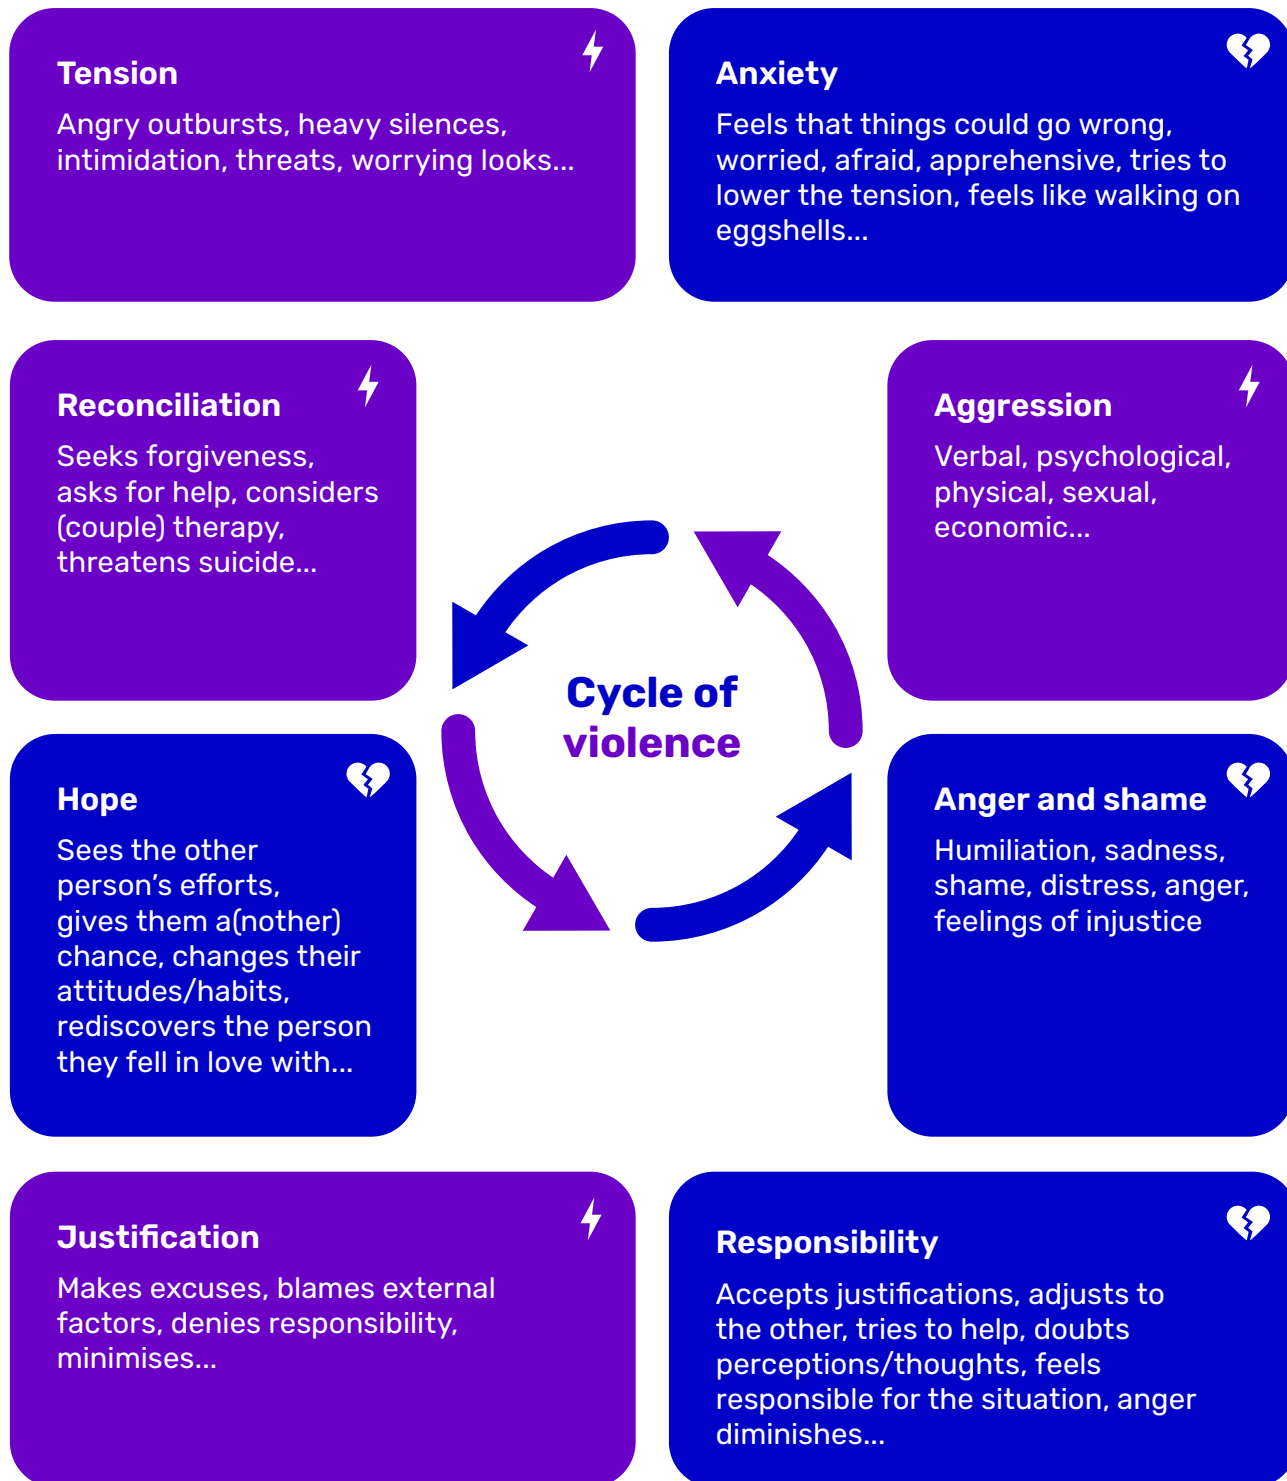 Tension
Angry outbursts, heavy silences,
intimidation, threats, worrying looks...
Anxiety
Feels that things could go wrong,
worried, afraid, apprehensive, tries to
lower the tension, feels like walking on
eggshells...
Reconciliation
Seeks forgiveness,
asks for help, considers
(couple) therapy,
threatens suicide...
Aggression
Verbal, psychological,
physical, sexual,
economic...
Cycle of
violence
Hope
Sees the other
person’s efforts,
gives them a(nother)
chance, changes their
attitudes/habits,
rediscovers the person
they fell in love with...
Anger and shame
Humiliation, sadness,
shame, distress, anger,
feelings of injustice
Justification
Makes excuses, blames external
factors, denies responsibility,
minimises...
Responsibility
Accepts justifications, adjusts to
the other, tries to help, doubts
perceptions/thoughts, feels
responsible for the situation, anger
diminishes...